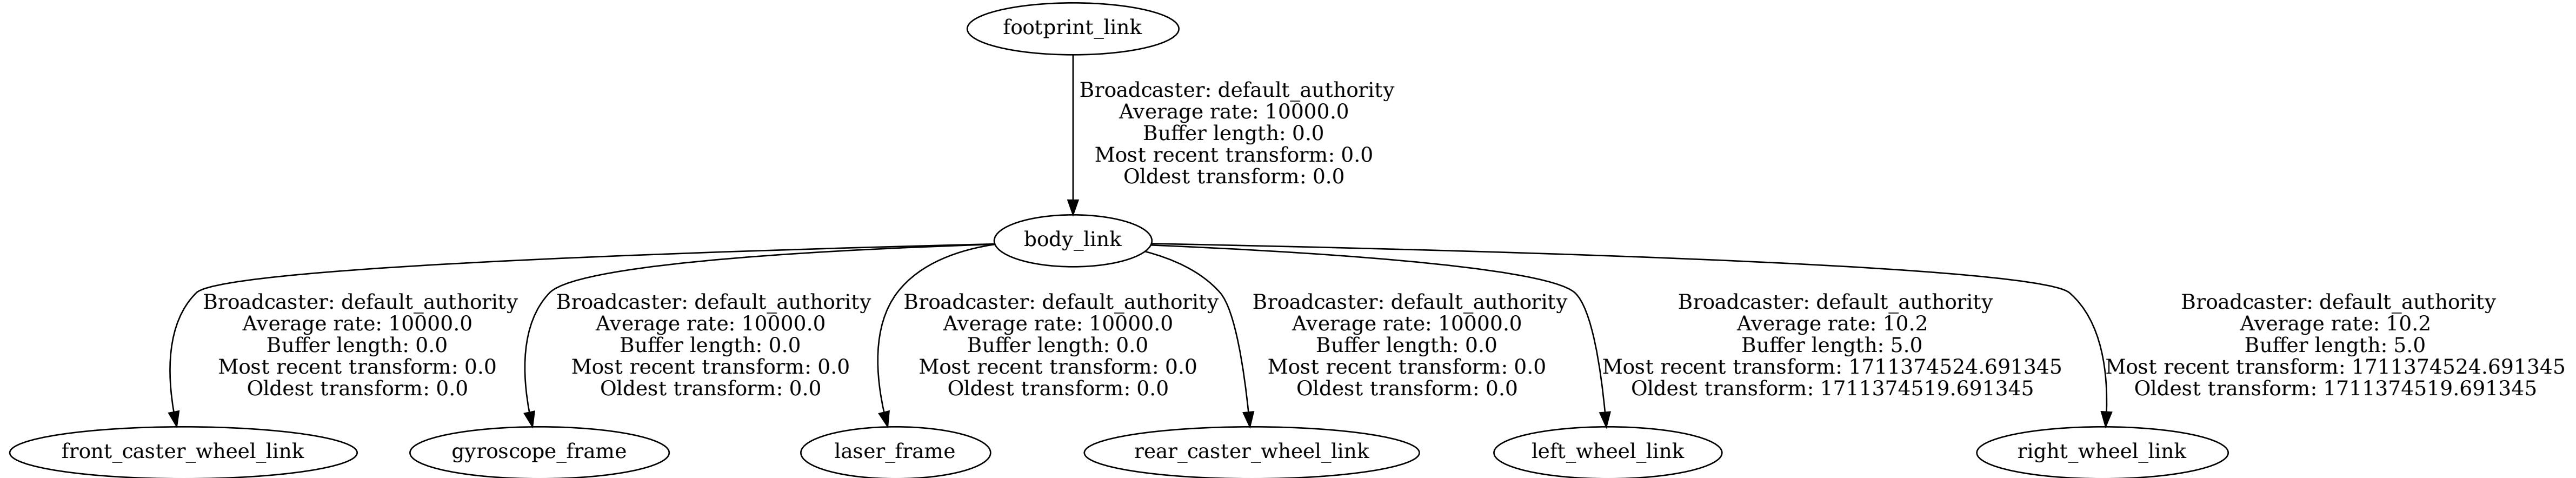 footprint_link
Broadcaster: default_authority
Average rate: 10000.0
Buffer length: 0.0
Most recent transform: 0.0
Oldest transform: 0.0
body_link
Broadcaster: default_authority
Average rate: 10000.0
Buffer length: 0.0
Most recent transform: 0.0
Oldest transform: 0.0
Broadcaster: default_authority
Average rate: 10000.0
Buffer length: 0.0
Most recent transform: 0.0
Oldest transform: 0.0
Broadcaster: default_authority
Average rate: 10000.0
Buffer length: 0.0
Most recent transform: 0.0
Oldest transform: 0.0
Broadcaster: default_authority
Average rate: 10000.0
Buffer length: 0.0
Most recent transform: 0.0
Oldest transform: 0.0
Broadcaster: default_authority
Average rate: 10.2
Buffer length: 5.0
Most recent transform: 1711374524.691345
Oldest transform: 1711374519.691345
Broadcaster: default_authority
Average rate: 10.2
Buffer length: 5.0
Most recent transform: 1711374524.691345
Oldest transform: 1711374519.691345
front_caster_wheel_link
gyroscope_frame
laser_frame
rear_caster_wheel_link
left_wheel_link
right_wheel_link